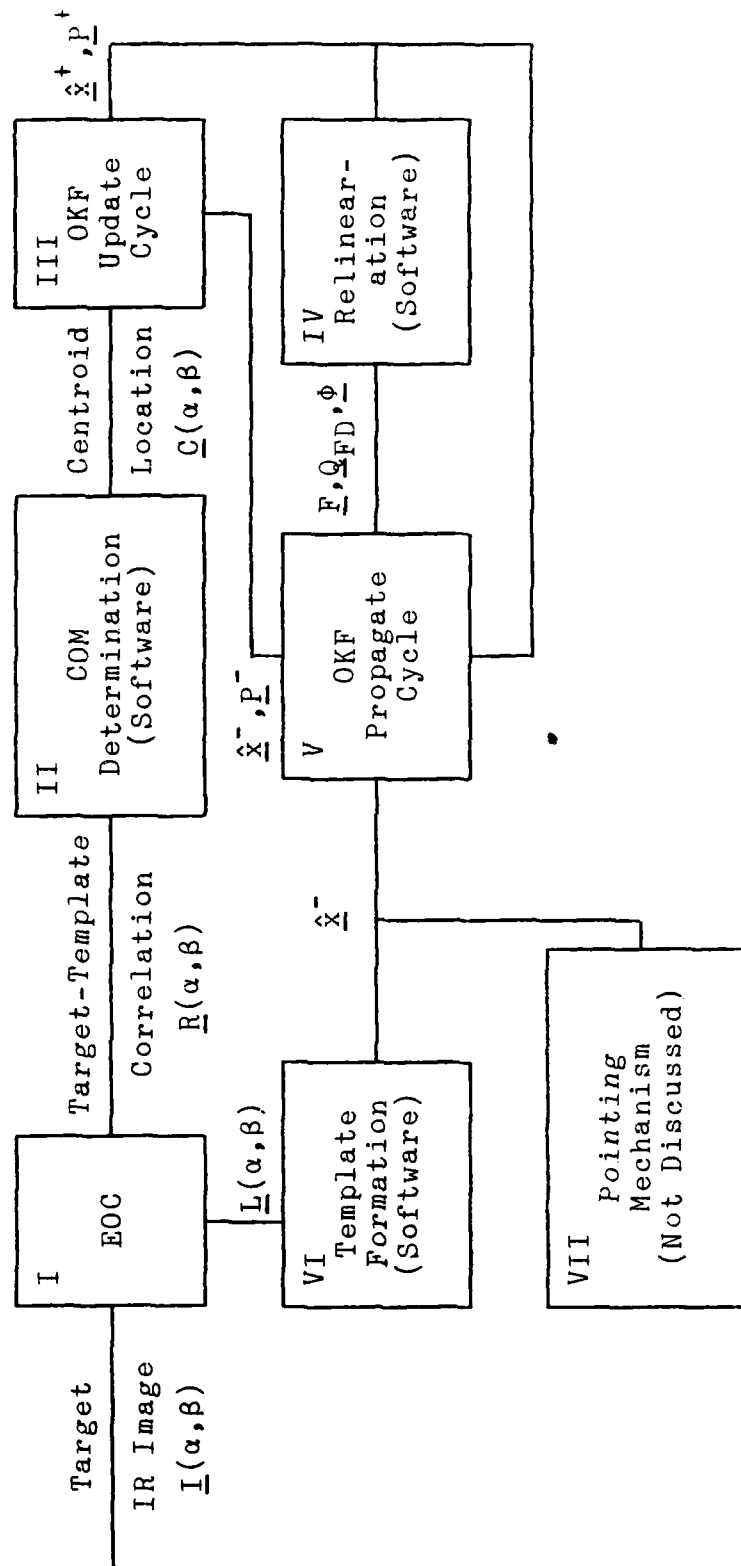 Target
IR Image
I(α,β)
I
EOC
Target-Template
Correlation
R(α,β)
II
COM
Determination
(Software)
Centroid
Location
C(α,β)
III
OKF
Update
Cycle
x̂⁺,P⁺
L(α,β)
VI
Template
Formation
(Software)
x̂⁻
x̂⁻,P⁻
V
OKF
Propagate
Cycle
F,Q_FD,Φ
IV
Relinear-
ation
(Software)
VII
Pointing
Mechanism
(Not Discussed)